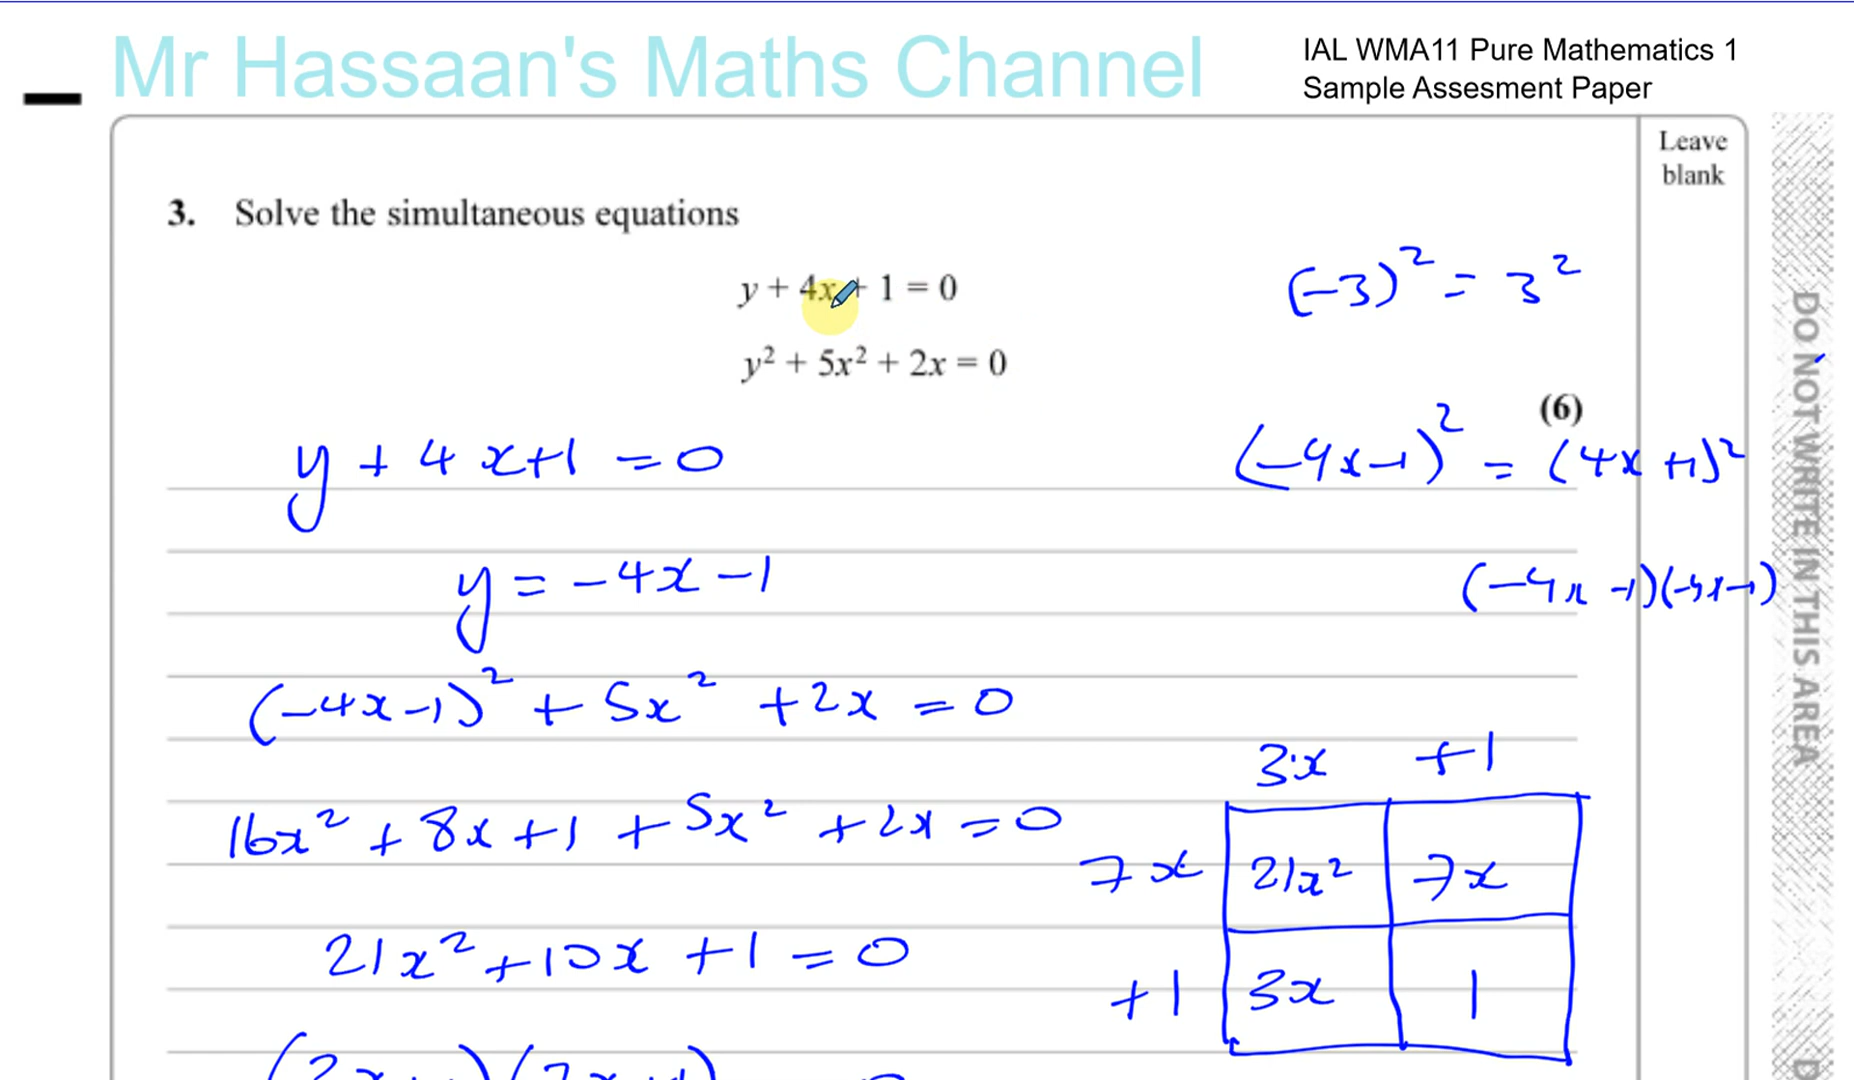 Mr Hassaan's Maths Channel
IAL WMA11 Pure Mathematics 1
Sample Assesment Paper
Leave
blank
3. Solve the simultaneous equations
y + 4x + 1 = 0
y² + 5x² + 2x = 0
(6)
(-3)² = 3²
(-4x-1)² = (4x+1)²
(-4x-1)(-4x-1)
y + 4x+1 = 0
y = -4x-1
(-4x-1)² + 5x² + 2x = 0
16x² + 8x + 1 + 5x² + 2x = 0
21x² + 10x + 1 = 0
3x +1
7x 21x² 7x
+1 3x 1
DO NOT WRITE IN THIS AREA
D